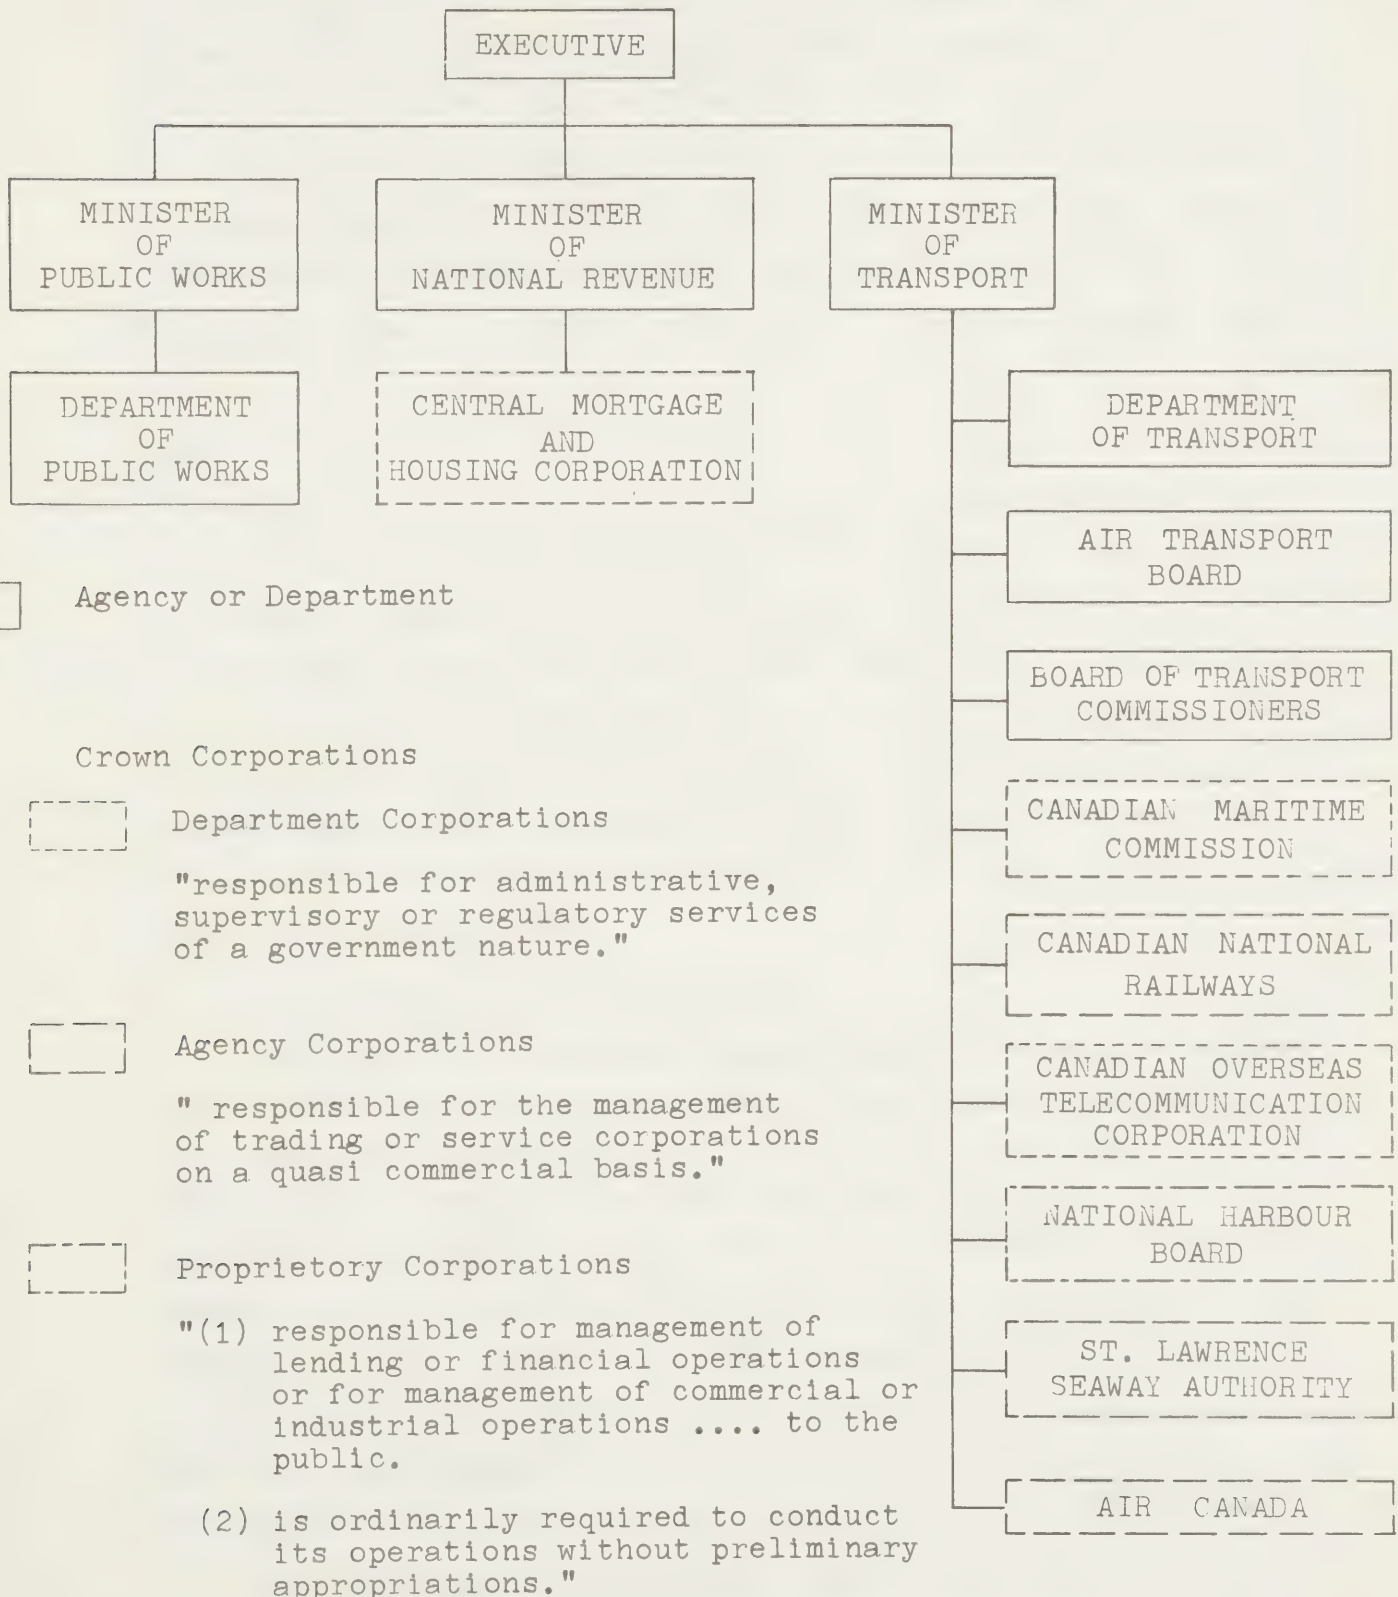 EXECUTIVE
MINISTER
OF
PUBLIC WORKS
MINISTER
OF
NATIONAL REVENUE
MINISTER
OF
TRANSPORT
DEPARTMENT
OF
PUBLIC WORKS
CENTRAL MORTGAGE
AND
HOUSING CORPORATION
DEPARTMENT
OF TRANSPORT
AIR TRANSPORT
BOARD
BOARD OF TRANSPORT
COMMISSIONERS
CANADIAN MARITIME
COMMISSION
CANADIAN NATIONAL
RAILWAYS
CANADIAN OVERSEAS
TELECOMMUNICATION
CORPORATION
NATIONAL HARBOUR
BOARD
ST. LAWRENCE
SEAWAY AUTHORITY
AIR CANADA
Agency or Department
Crown Corporations
Department Corporations
"responsible for administrative,
supervisory or regulatory services
of a government nature."
Agency Corporations
" responsible for the management
of trading or service corporations
on a quasi commercial basis."
Proprietory Corporations
"(1) responsible for management of
lending or financial operations
or for management of commercial or
industrial operations .... to the
public.
(2) is ordinarily required to conduct
its operations without preliminary
appropriations."